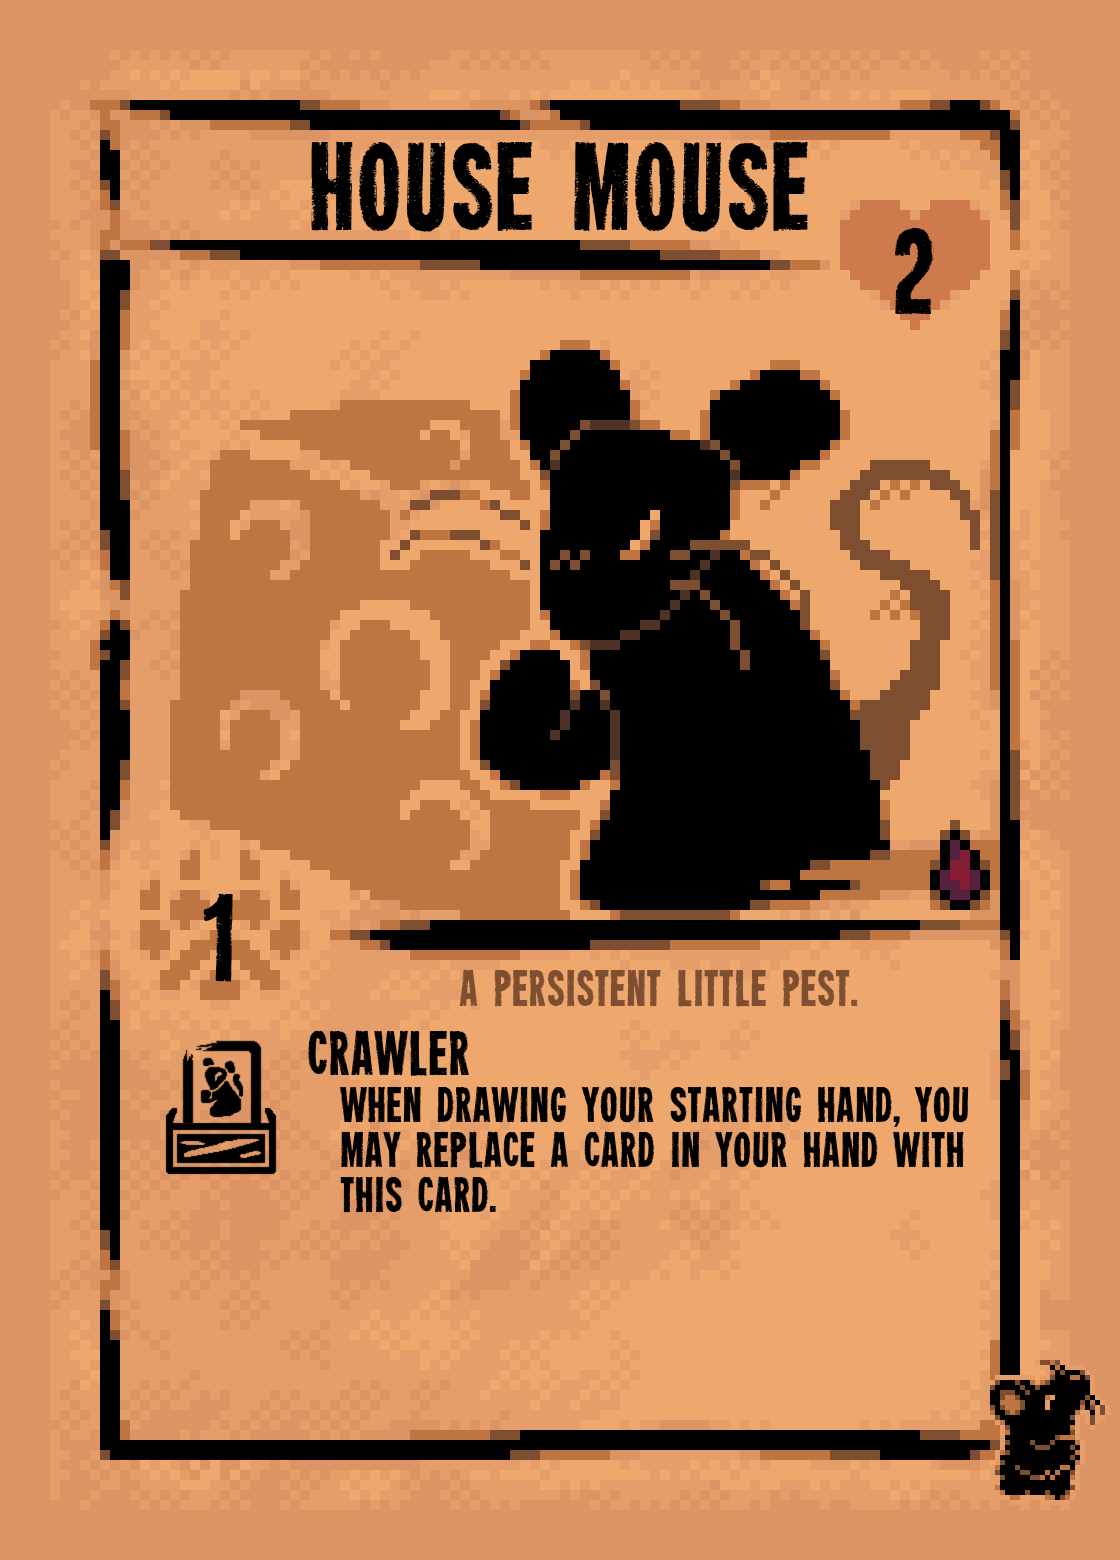 HOUSE MOUSE
2
1
A PERSISTENT LITTLE PEST.
CRAWLER
WHEN DRAWING YOUR STARTING HAND, YOU
MAY REPLACE A CARD IN YOUR HAND WITH
THIS CARD.